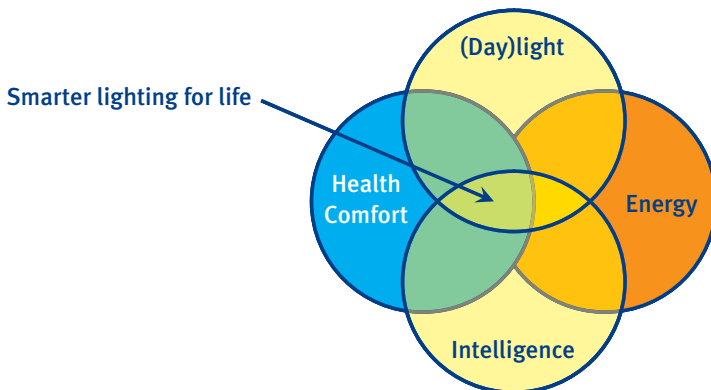 (Day)light
Smarter lighting for life
Health
Comfort
Energy
Intelligence